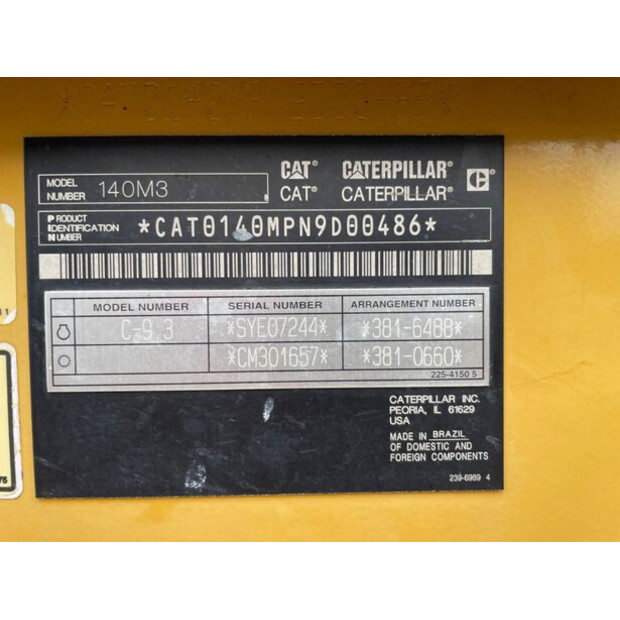 CAT® CATERPILLAR®
MODEL NUMBER 140M3 CAT® CATERPILLAR® C
PRODUCT IDENTIFICATION NUMBER *CAT0140MPN9D00486*
MODEL NUMBER SERIAL NUMBER ARRANGEMENT NUMBER
C-9.3 *SYE07244* *381-6488*
*CM301657* *381-0660*
225-4150 5
CATERPILLAR INC.
PEORIA, IL 61629
USA
MADE IN BRAZIL
OF DOMESTIC AND
FOREIGN COMPONENTS
239-6989 4